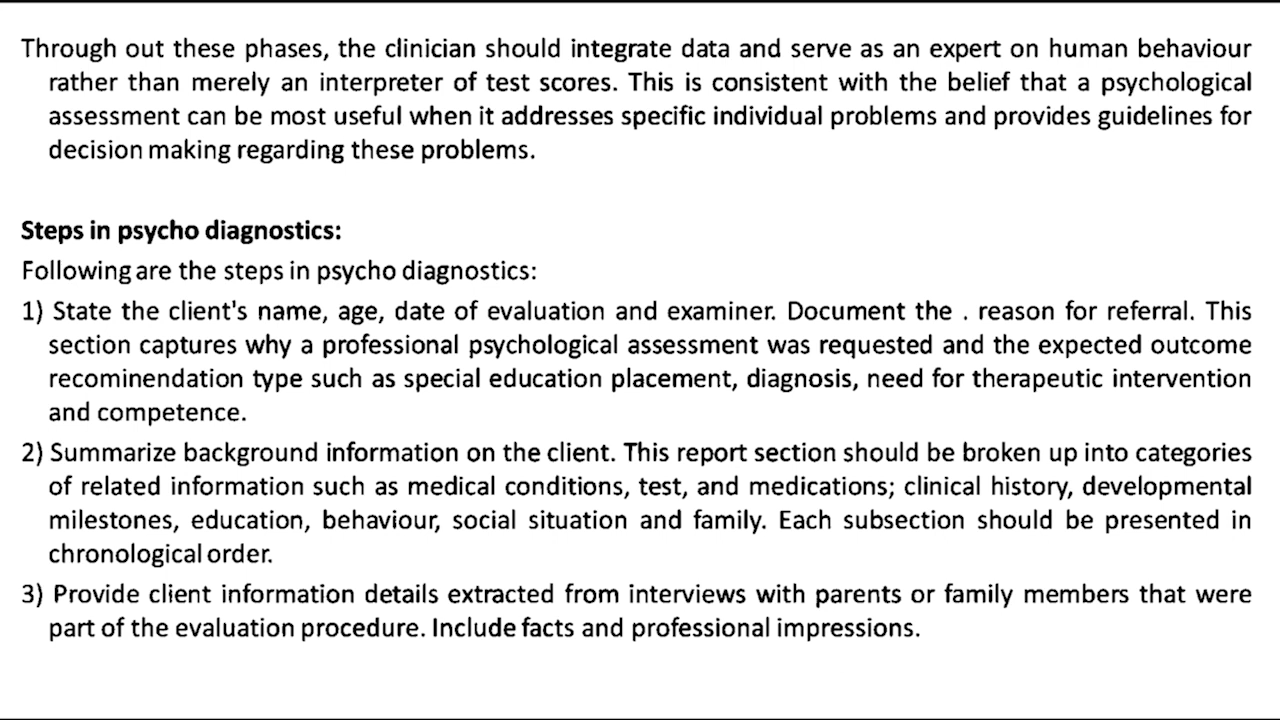 Through out these phases, the clinician should integrate data and serve as an expert on human behaviour
rather than merely an interpreter of test scores. This is consistent with the belief that a psychological
assessment can be most useful when it addresses specific individual problems and provides guidelines for
decision making regarding these problems.
Steps in psycho diagnostics:
Following are the steps in psycho diagnostics:
1) State the client's name, age, date of evaluation and examiner. Document the . reason for referral. This
section captures why a professional psychological assessment was requested and the expected outcome
recominendation type such as special education placement, diagnosis, need for therapeutic intervention
and competence.
2) Summarize background information on the client. This report section should be broken up into categories
of related information such as medical conditions, test, and medications; clinical history, developmental
milestones, education, behaviour, social situation and family. Each subsection should be presented in
chronological order.
3) Provide client information details extracted from interviews with parents or family members that were
part of the evaluation procedure. Include facts and professional impressions.